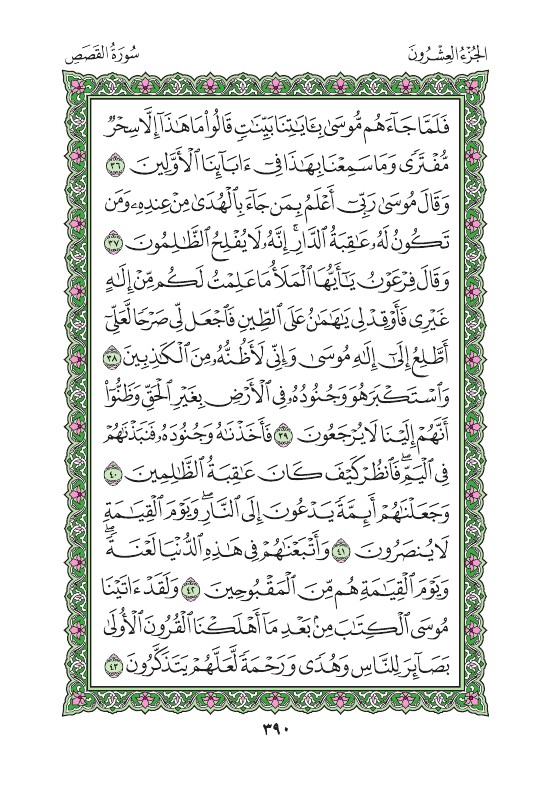 الجُزْءُ العِشْرُونَ
سُورَةُ القَصَصِ
فَلَمَّا جَآءَهُم مُّوسَىٰ بِـَٔايَٰتِنَا بَيِّنَٰتٍ قَالُوا۟ مَا هَٰذَآ إِلَّا سِحْرٌ
مُّفْتَرًى وَمَا سَمِعْنَا بِهَٰذَا فِىٓ ءَابَآئِنَا ٱلْأَوَّلِينَ ٣٦
وَقَالَ مُوسَىٰ رَبِّىٓ أَعْلَمُ بِمَن جَآءَ بِٱلْهُدَىٰ مِنْ عِندِهِۦ وَمَن
تَكُونُ لَهُۥ عَٰقِبَةُ ٱلدَّارِ ۖ إِنَّهُۥ لَا يُفْلِحُ ٱلظَّٰلِمُونَ ٣٧
وَقَالَ فِرْعَوْنُ يَٰٓأَيُّهَا ٱلْمَلَأُ مَا عَلِمْتُ لَكُم مِّنْ إِلَٰهٍ
غَيْرِى فَأَوْقِدْ لِى يَٰهَٰمَٰنُ عَلَى ٱلطِّينِ فَٱجْعَل لِّى صَرْحًا لَّعَلِّىٓ
أَطَّلِعُ إِلَىٰٓ إِلَٰهِ مُوسَىٰ وَإِنِّى لَأَظُنُّهُۥ مِنَ ٱلْكَٰذِبِينَ ٣٨
وَٱسْتَكْبَرَ هُوَ وَجُنُودُهُۥ فِى ٱلْأَرْضِ بِغَيْرِ ٱلْحَقِّ وَظَنُّوٓا۟
أَنَّهُمْ إِلَيْنَا لَا يُرْجَعُونَ ٣٩ فَأَخَذْنَٰهُ وَجُنُودَهُۥ فَنَبَذْنَٰهُمْ
فِى ٱلْيَمِّ ۖ فَٱنظُرْ كَيْفَ كَانَ عَٰقِبَةُ ٱلظَّٰلِمِينَ ٤٠
وَجَعَلْنَٰهُمْ أَئِمَّةً يَدْعُونَ إِلَى ٱلنَّارِ ۖ وَيَوْمَ ٱلْقِيَٰمَةِ
لَا يُنصَرُونَ ٤١ وَأَتْبَعْنَٰهُمْ فِى هَٰذِهِ ٱلدُّنْيَا لَعْنَةً ۖ
وَيَوْمَ ٱلْقِيَٰمَةِ هُم مِّنَ ٱلْمَقْبُوحِينَ ٤٢ وَلَقَدْ ءَاتَيْنَا
مُوسَى ٱلْكِتَٰبَ مِنۢ بَعْدِ مَآ أَهْلَكْنَا ٱلْقُرُونَ ٱلْأُولَىٰ
بَصَآئِرَ لِلنَّاسِ وَهُدًى وَرَحْمَةً لَّعَلَّهُمْ يَتَذَكَّرُونَ ٤٣
٣٩٠